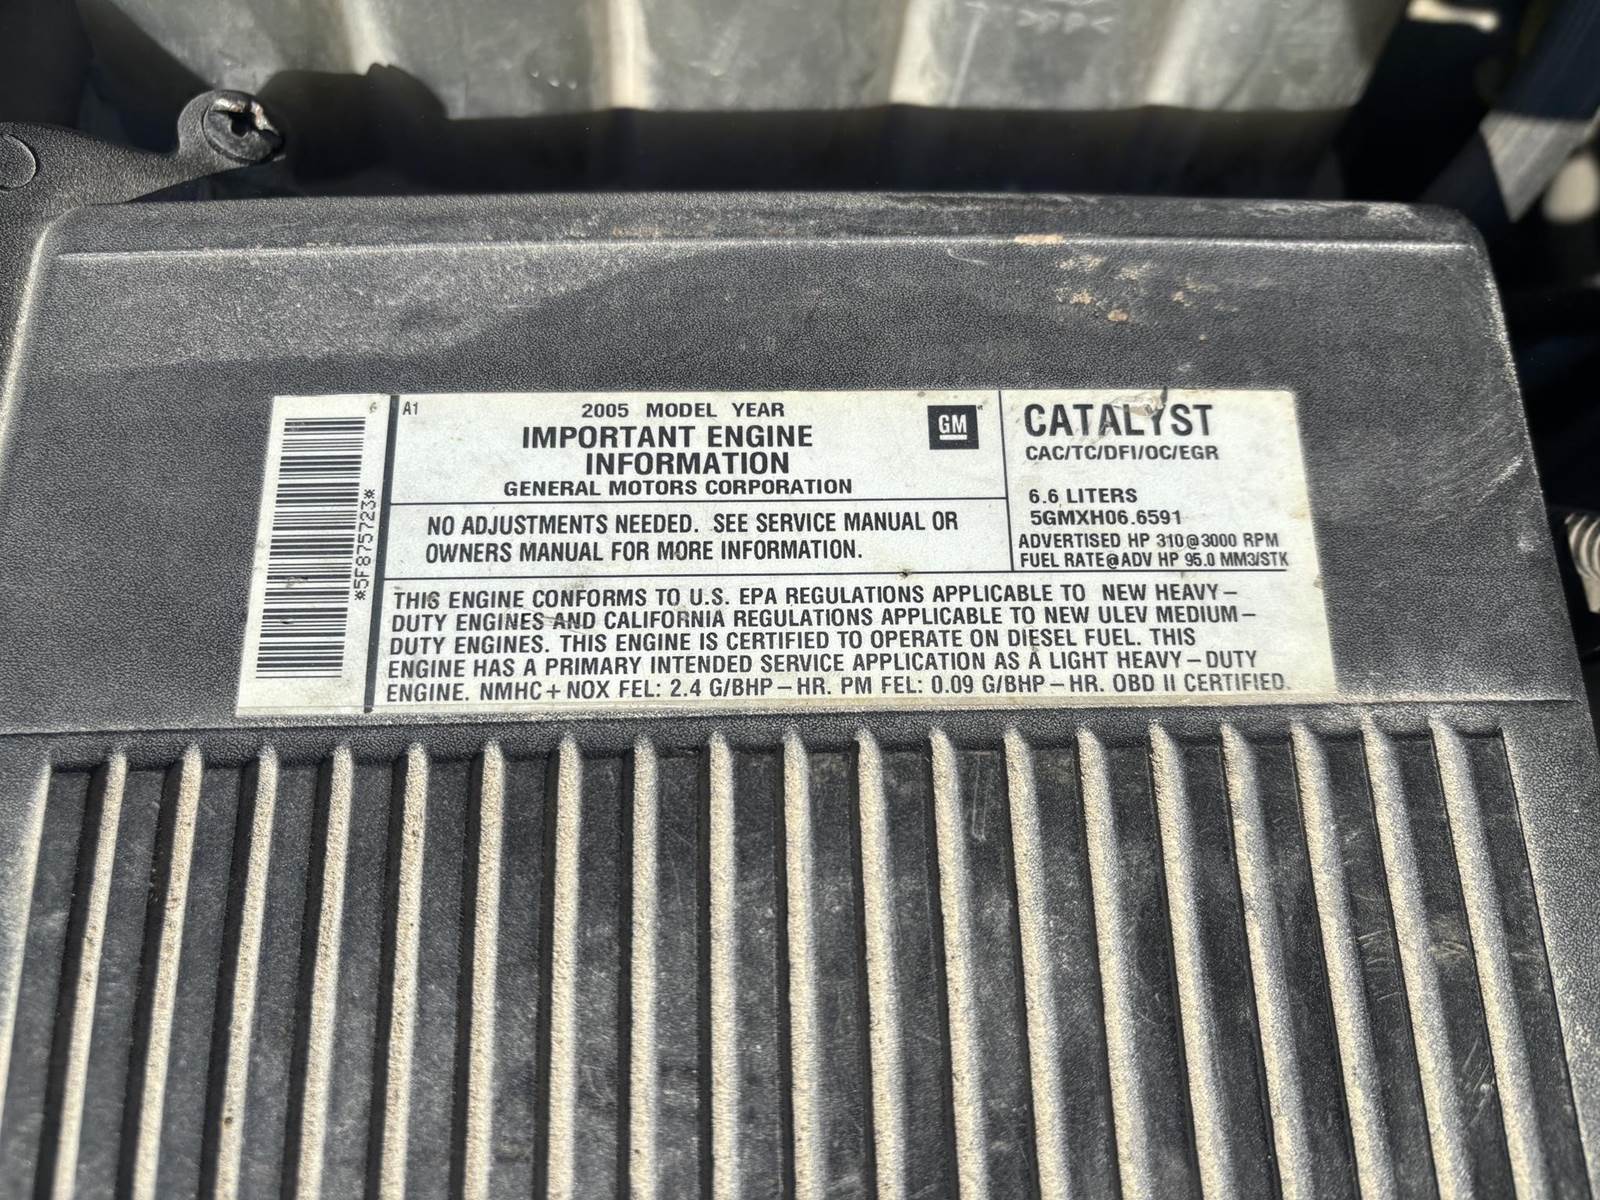 6
A1
2005 MODEL YEAR
IMPORTANT ENGINE
INFORMATION
GENERAL MOTORS CORPORATION
GM
CATALYST
CAC/TC/DFI/OC/EGR
6.6 LITERS
5GMXH06.6591
ADVERTISED HP 310@3000 RPM
FUEL RATE@ADV HP 95.0 MM3/STK
NO ADJUSTMENTS NEEDED. SEE SERVICE MANUAL OR
OWNERS MANUAL FOR MORE INFORMATION.
*5F875723*
THIS ENGINE CONFORMS TO U.S. EPA REGULATIONS APPLICABLE TO NEW HEAVY-
DUTY ENGINES AND CALIFORNIA REGULATIONS APPLICABLE TO NEW ULEV MEDIUM-
DUTY ENGINES. THIS ENGINE IS CERTIFIED TO OPERATE ON DIESEL FUEL. THIS
ENGINE HAS A PRIMARY INTENDED SERVICE APPLICATION AS A LIGHT HEAVY-DUTY
ENGINE. NMHC+NOX FEL: 2.4 G/BHP-HR. PM FEL: 0.09 G/BHP-HR. OBD II CERTIFIED.